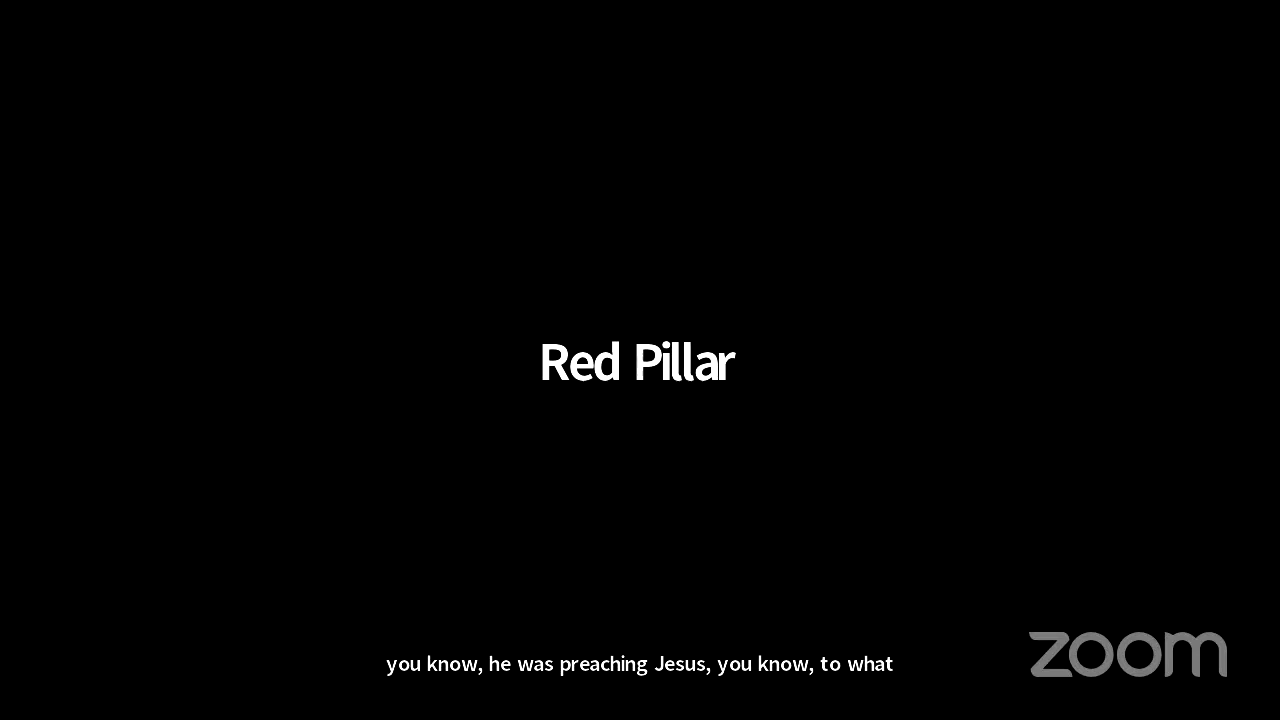 Red Pillar
you know, he was preaching Jesus, you know, to what
zoom